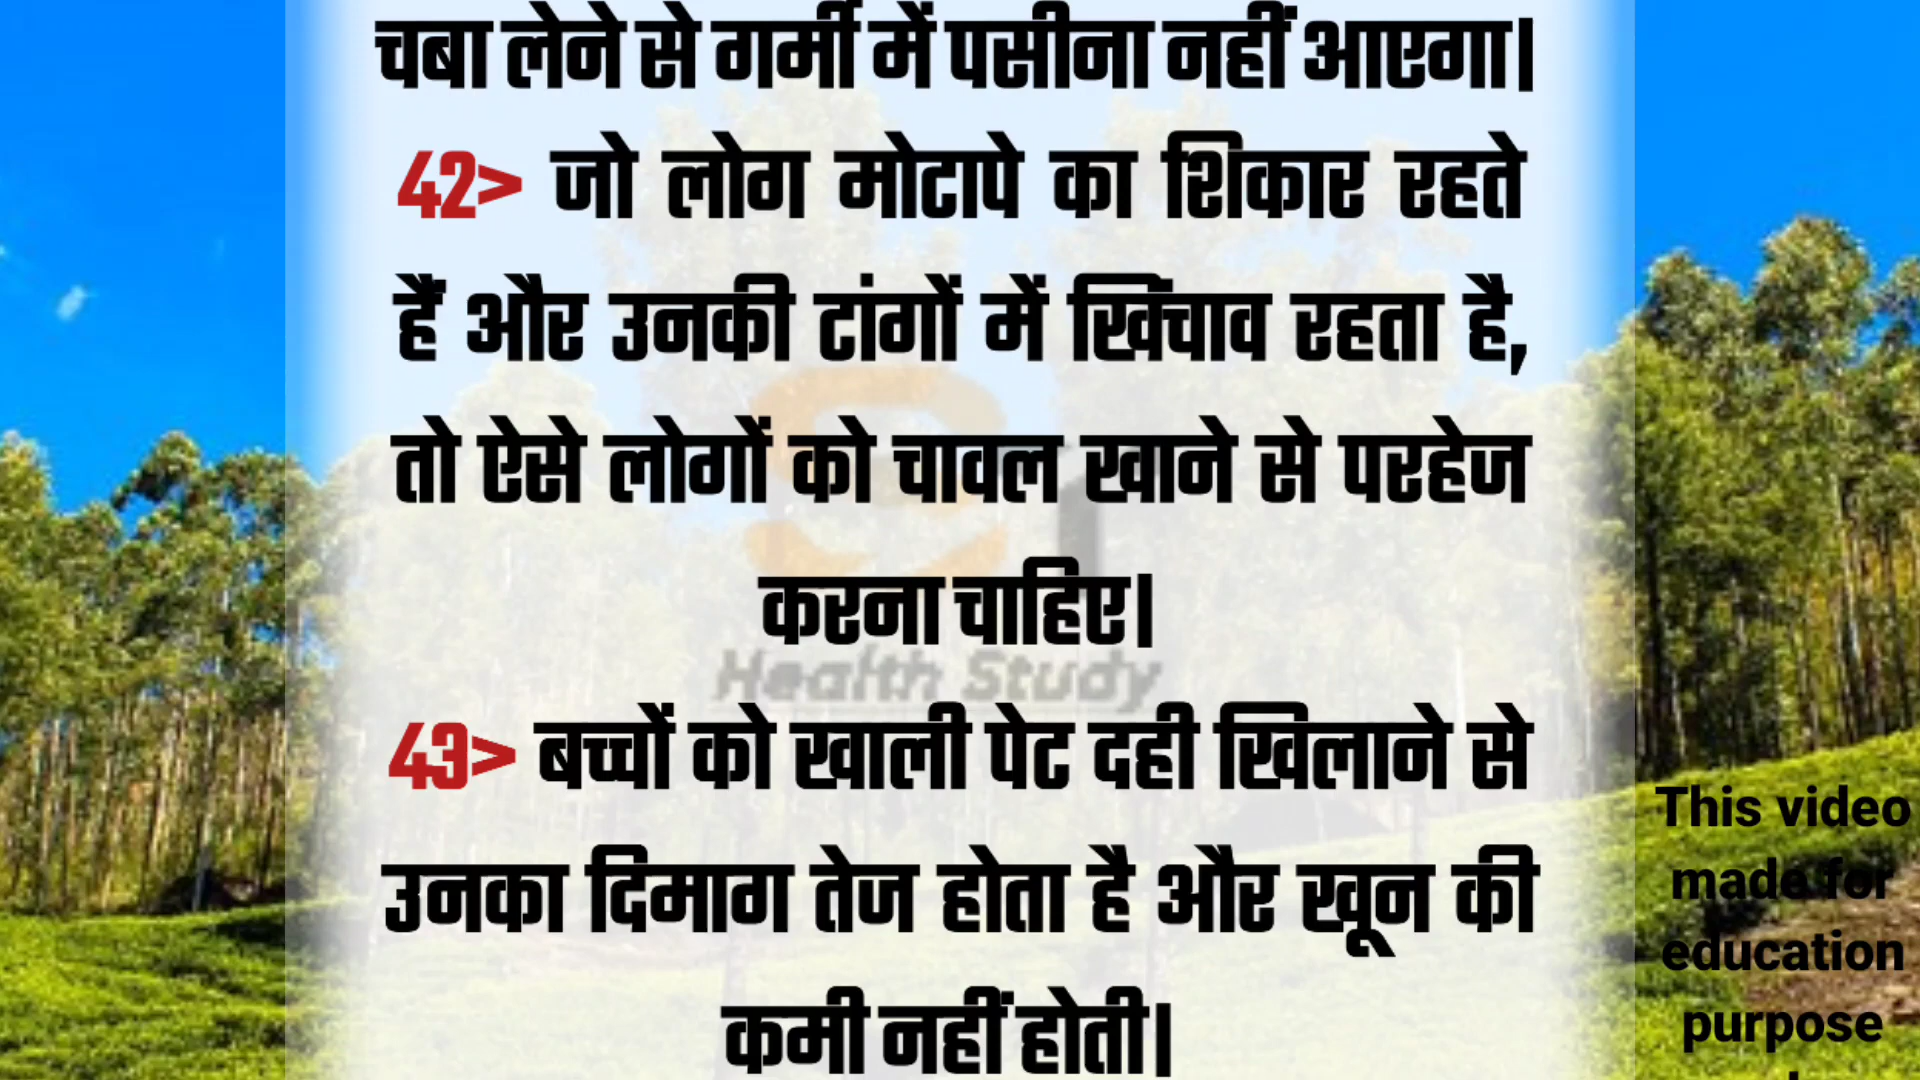 चबा लेने से गर्मी में पसीना नहीं आएगा।
42> जो लोग मोटापे का शिकार रहते
हैं और उनकी टांगों में खिंचाव रहता है,
तो ऐसे लोगों को चावल खाने से परहेज
करना चाहिए।
Health Study
43> बच्चों को खाली पेट दही खिलाने से
उनका दिमाग तेज होता है और खून की
कमी नहीं होती।
This video
made for
education
purpose